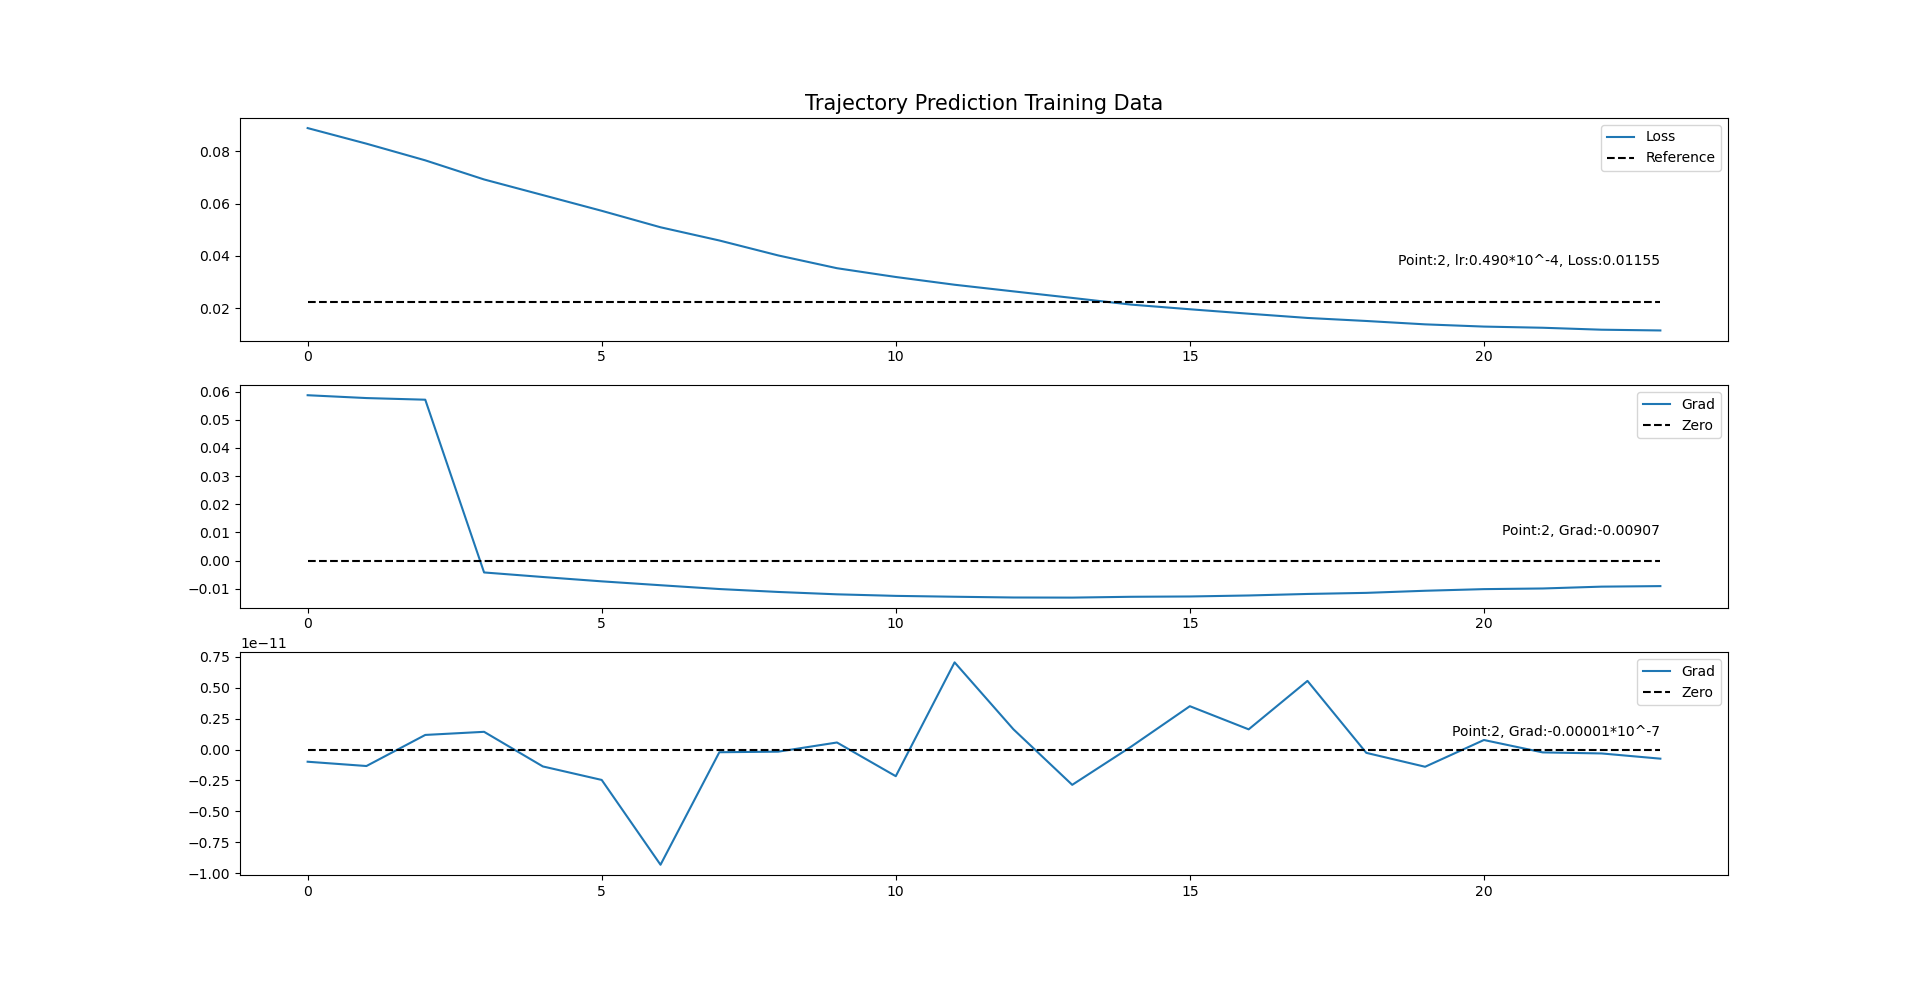 Trajectory Prediction Training Data
Loss
Reference
0.08
0.06
0.04
0.02
Point:2, lr:0.490*10^-4, Loss:0.01155
0 5 10 15 20
Grad
Zero
0.06
0.05
0.04
0.03
0.02
0.01
0.00
−0.01
Point:2, Grad:-0.00907
0 5 10 15 20
1e−11
Grad
Zero
0.75
0.50
0.25
0.00
−0.25
−0.50
−0.75
−1.00
Point:2, Grad:-0.00001*10^-7
0 5 10 15 20